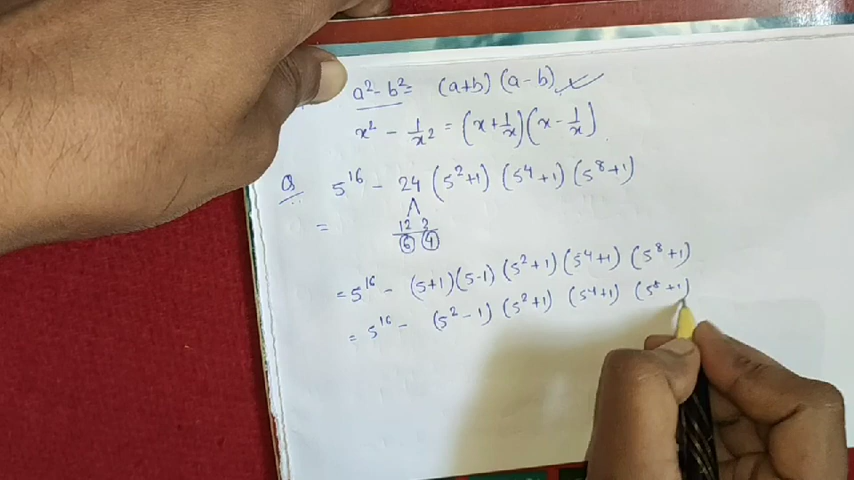 a² - b² = (a+b) (a-b)
x² - 1/x² = (x + 1/x) (x - 1/x)
Q 5¹⁶ - 24 (5²+1) (5⁴+1) (5⁸+1)
= 12 2
6 4
= 5¹⁶ - (5+1)(5-1) (5²+1) (5⁴+1) (5⁸+1)
= 5¹⁶ - (5²-1) (5²+1) (5⁴+1) (5⁸+1)